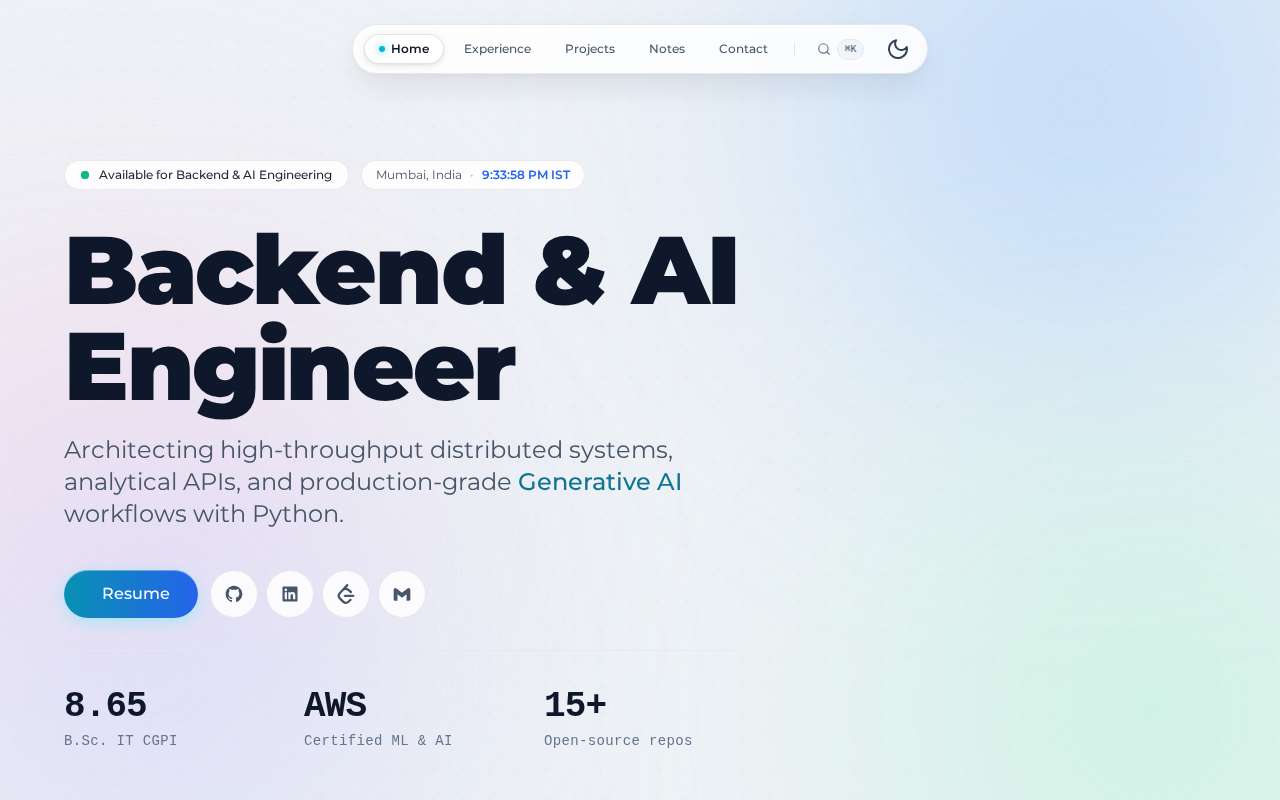 Home Experience Projects Notes Contact ⌘K
Available for Backend & AI Engineering Mumbai, India · 9:33:58 PM IST
Backend & AI
Engineer
Architecting high-throughput distributed systems,
analytical APIs, and production-grade Generative AI
workflows with Python.
Resume
8.65 AWS 15+
B.Sc. IT CGPI Certified ML & AI Open-source repos